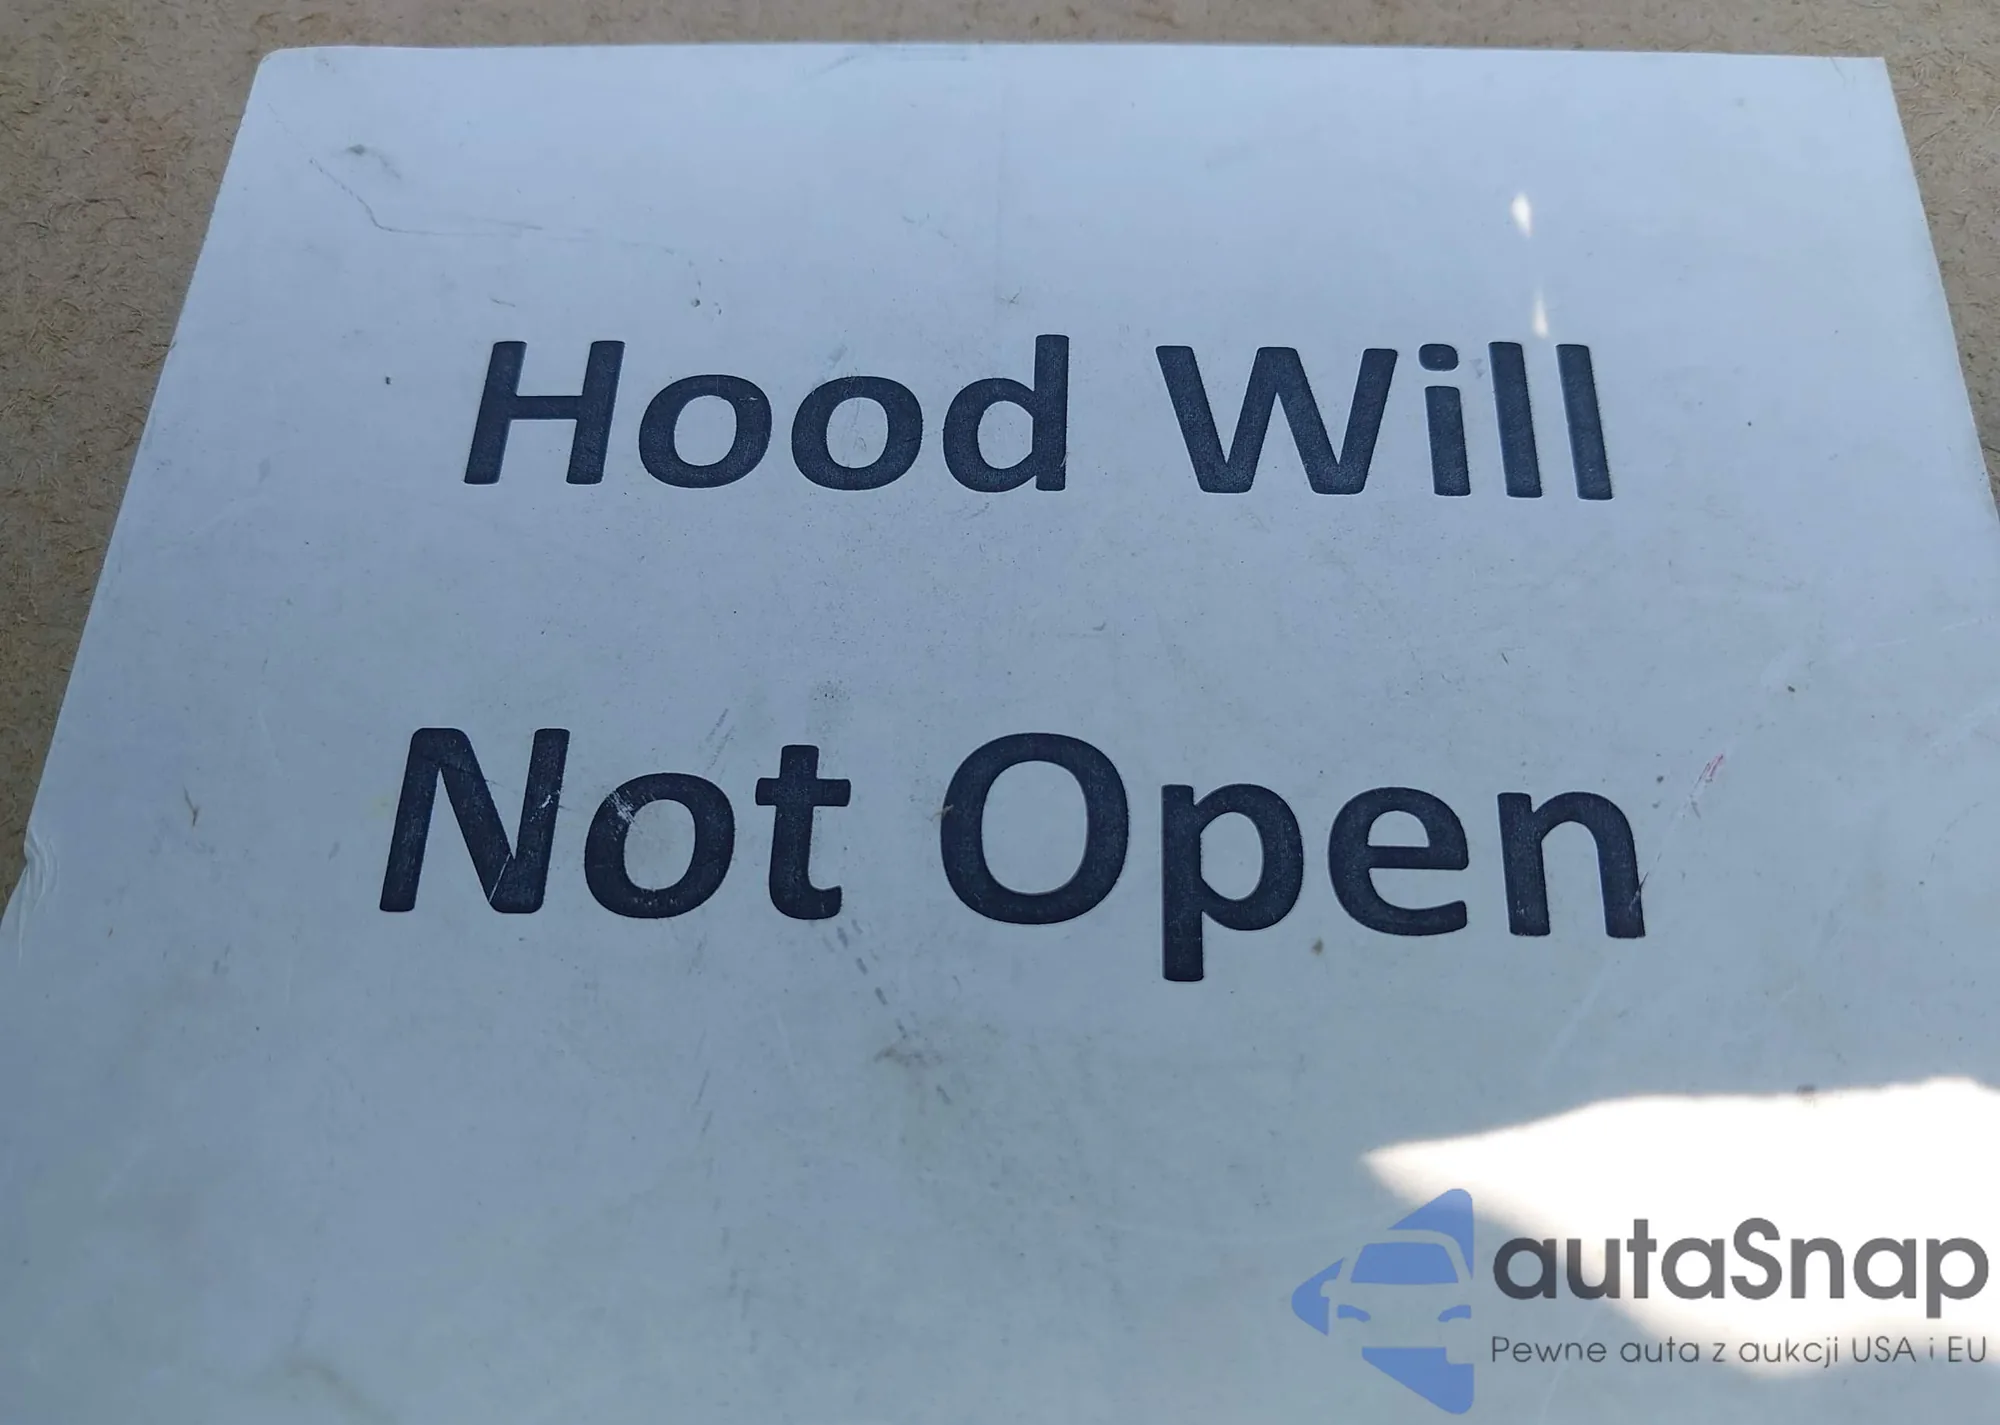 Hood Will
Not Open
autaSnap
Pewne auta z aukcji USA i EU